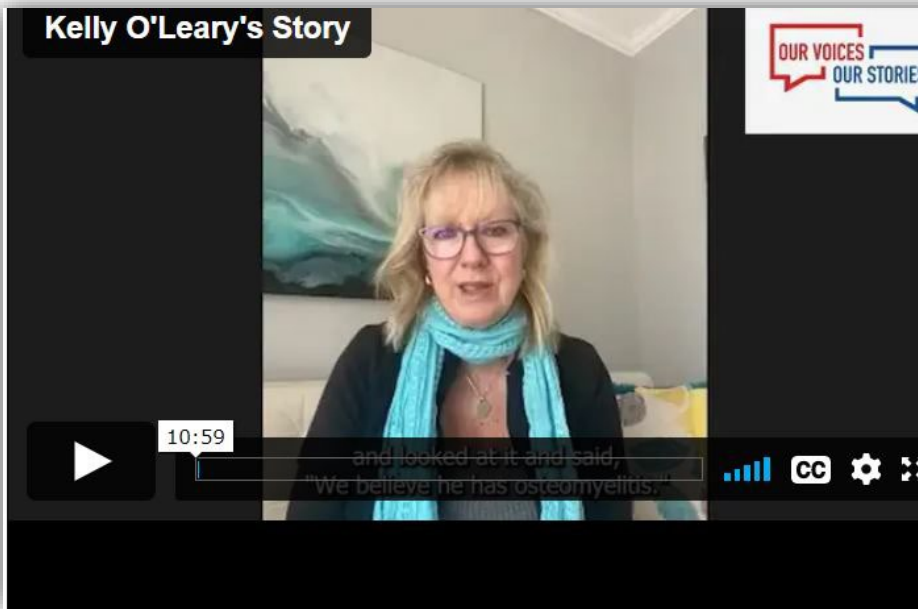 Kelly O'Leary's Story
OUR VOICES
OUR STORIES
10:59
and looked at it and said,
"We believe he has osteomyelitis."
CC